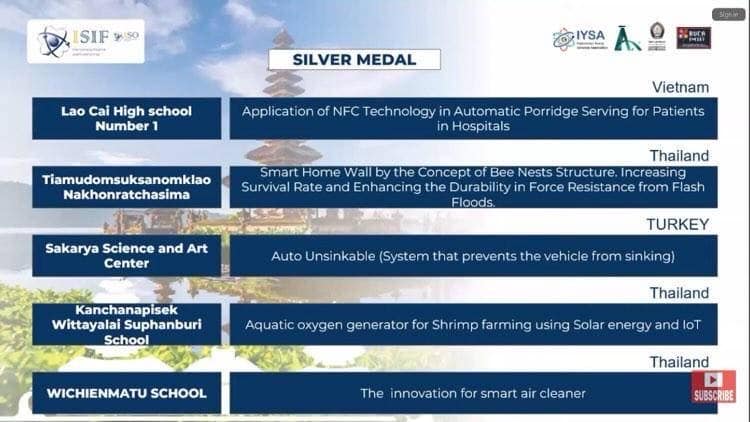 Sign in
ISIF
IYSO
IYSA
BUCA
IMSEF
SILVER MEDAL
Vietnam
Lao Cai High school
Number 1
Application of NFC Technology in Automatic Porridge Serving for Patients
in Hospitals
Thailand
Tiamudomsuksanomklao
Nakhonratchasima
Smart Home Wall by the Concept of Bee Nests Structure. Increasing
Survival Rate and Enhancing the Durability in Force Resistance from Flash
Floods.
TURKEY
Sakarya Science and Art
Center
Auto Unsinkable (System that prevents the vehicle from sinking)
Thailand
Kanchanapisek
Wittayalai Suphanburi
School
Aquatic oxygen generator for Shrimp farming using Solar energy and IoT
Thailand
WICHIENMATU SCHOOL
The innovation for smart air cleaner
SUBSCRIBE